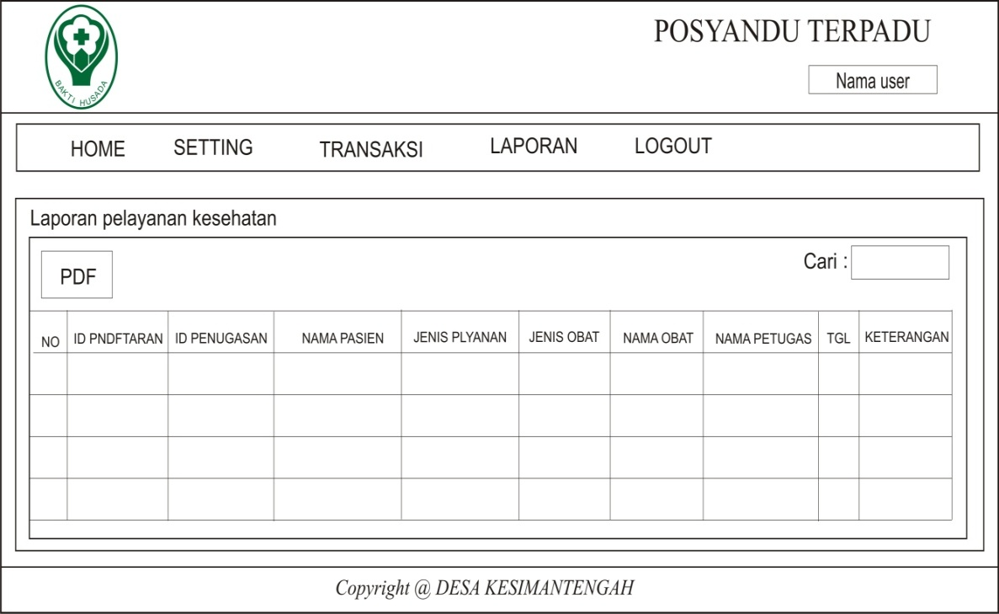 BAKTI HUSADA
POSYANDU TERPADU
Nama user
HOME SETTING TRANSAKSI LAPORAN LOGOUT
Laporan pelayanan kesehatan
PDF Cari :
NO ID PNDFTARAN ID PENUGASAN NAMA PASIEN JENIS PLYANAN JENIS OBAT NAMA OBAT NAMA PETUGAS TGL KETERANGAN
Copyright @ DESA KESIMANTENGAH